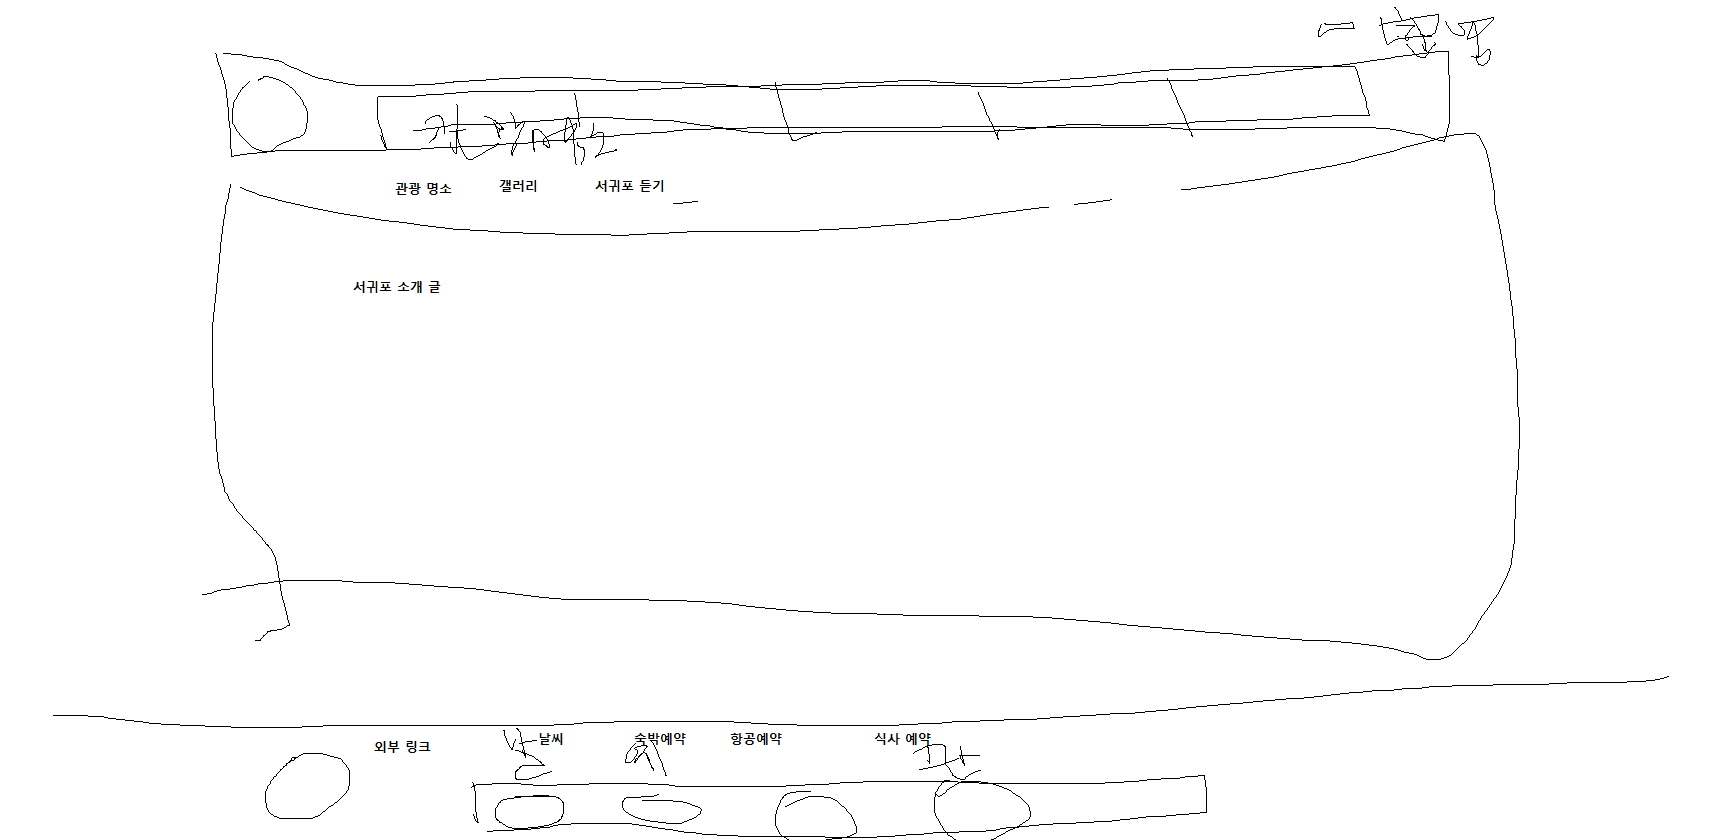 관광 명소
갤러리
서귀포 듣기
서귀포 소개 글
외부 링크
날씨
숙박예약
항공예약
식사 예약